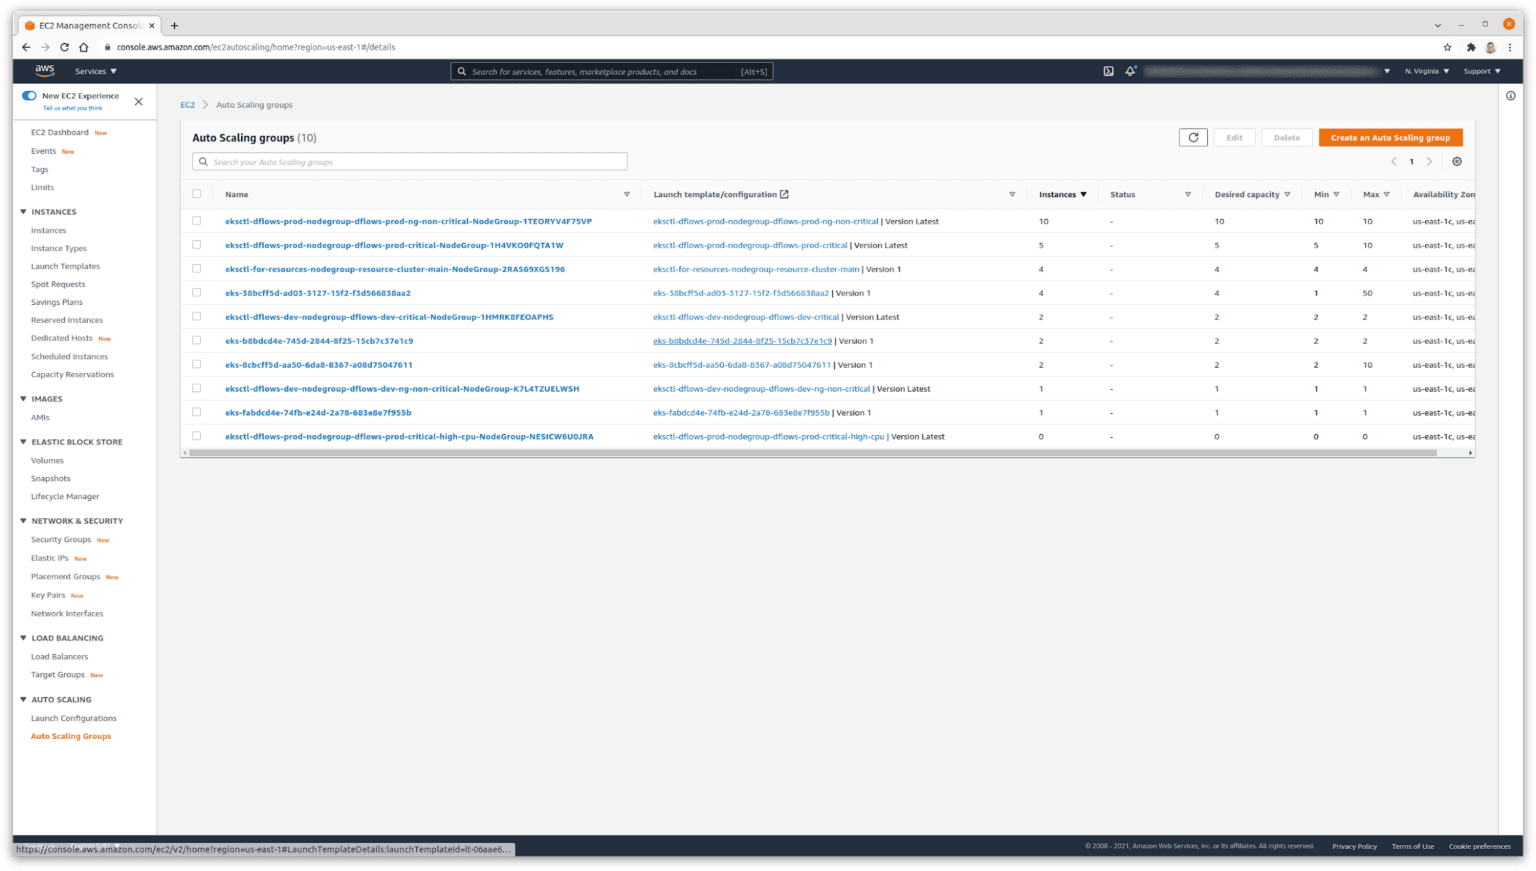 EC2 Management Consol
console.aws.amazon.com/ec2autoscaling/home?region=us-east-1#/details
aws
Services
Search for services, features, marketplace products, and docs [Alt+S]
N. Virginia
Support
New EC2 Experience
Tell us what you think
EC2 Dashboard New
Events New
Tags
Limits
INSTANCES
Instances
Instance Types
Launch Templates
Spot Requests
Savings Plans
Reserved Instances
Dedicated Hosts New
Scheduled Instances
Capacity Reservations
IMAGES
AMIs
ELASTIC BLOCK STORE
Volumes
Snapshots
Lifecycle Manager
NETWORK & SECURITY
Security Groups New
Elastic IPs New
Placement Groups New
Key Pairs New
Network Interfaces
LOAD BALANCING
Load Balancers
Target Groups New
AUTO SCALING
Launch Configurations
Auto Scaling Groups
EC2 > Auto Scaling groups
Auto Scaling groups (10)
Edit
Delete
Create an Auto Scaling group
Search your Auto Scaling groups
1
Name Launch template/configuration Instances Status Desired capacity Min Max Availability Zon
eksctl-dflows-prod-nodegroup-dflows-prod-ng-non-critical-NodeGroup-1TEORYV4F75VP eksctl-dflows-prod-nodegroup-dflows-prod-ng-non-critical | Version Latest 10 - 10 10 10 us-east-1c, us-ea
eksctl-dflows-prod-nodegroup-dflows-prod-critical-NodeGroup-1H4VKO0FQTA1W eksctl-dflows-prod-nodegroup-dflows-prod-critical | Version Latest 5 - 5 5 10 us-east-1c, us-ea
eksctl-for-resources-nodegroup-resource-cluster-main-NodeGroup-2RAS69XGS196 eksctl-for-resources-nodegroup-resource-cluster-main | Version 1 4 - 4 4 4 us-east-1c, us-ea
eks-38bcff5d-ad03-3127-15f2-f3d566838aa2 eks-38bcff5d-ad03-3127-15f2-f3d566838aa2 | Version 1 4 - 4 1 50 us-east-1c, us-ea
eksctl-dflows-dev-nodegroup-dflows-dev-critical-NodeGroup-1HMRK8FEOAPHS eksctl-dflows-dev-nodegroup-dflows-dev-critical | Version Latest 2 - 2 2 2 us-east-1c, us-ea
eks-b8bdcd4e-745d-2844-8f25-15cb7c37e1c9 eks-b8bdcd4e-745d-2844-8f25-15cb7c37e1c9 | Version 1 2 - 2 2 2 us-east-1c, us-ea
eks-8cbcff5d-aa50-6da8-8367-a08d75047611 eks-8cbcff5d-aa50-6da8-8367-a08d75047611 | Version 1 2 - 2 2 10 us-east-1c, us-ea
eksctl-dflows-dev-nodegroup-dflows-dev-ng-non-critical-NodeGroup-K7L4TZUELWSH eksctl-dflows-dev-nodegroup-dflows-dev-ng-non-critical | Version Latest 1 - 1 1 1 us-east-1c, us-ea
eks-fabdcd4e-74fb-e24d-2a78-683e8e7f955b eks-fabdcd4e-74fb-e24d-2a78-683e8e7f955b | Version 1 1 - 1 1 1 us-east-1c, us-ea
eksctl-dflows-prod-nodegroup-dflows-prod-critical-high-cpu-NodeGroup-NESICW6U0JRA eksctl-dflows-prod-nodegroup-dflows-prod-critical-high-cpu | Version Latest 0 - 0 0 0 us-east-1c, us-ea
https://console.aws.amazon.com/ec2/v2/home?region=us-east-1#LaunchTemplateDetails:launchTemplateId=lt-06aae6...
© 2008 - 2021, Amazon Web Services, Inc. or its affiliates. All rights reserved.
Privacy Policy
Terms of Use
Cookie preferences